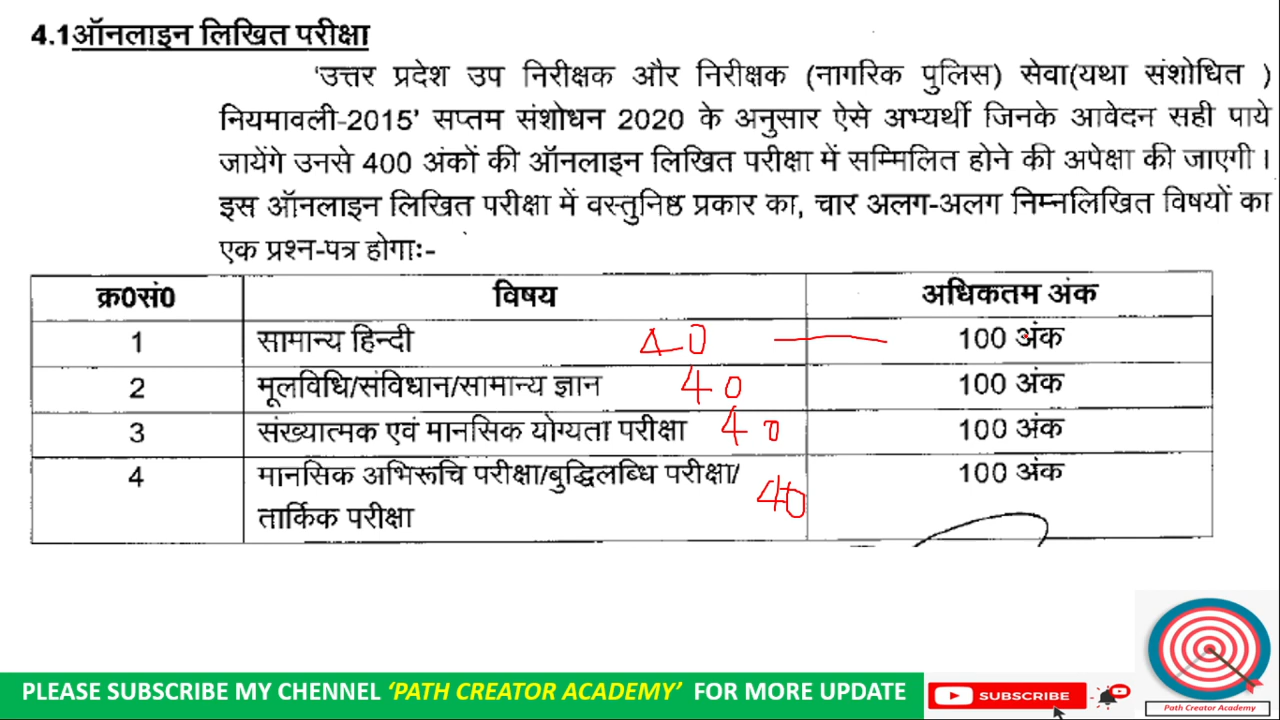 4.1ऑनलाइन लिखित परीक्षा
'उत्तर प्रदेश उप निरीक्षक और निरीक्षक (नागरिक पुलिस) सेवा(यथा संशोधित )
नियमावली-2015' सप्तम संशोधन 2020 के अनुसार ऐसे अभ्यर्थी जिनके आवेदन सही पाये
जायेंगे उनसे 400 अंकों की ऑनलाइन लिखित परीक्षा में सम्मिलित होने की अपेक्षा की जाएगी।
इस ऑनलाइन लिखित परीक्षा में वस्तुनिष्ठ प्रकार का, चार अलग-अलग निम्नलिखित विषयों का
एक प्रश्न-पत्र होगाः-
क्र0सं0 विषय अधिकतम अंक
1 सामान्य हिन्दी 40 100 अंक
2 मूलविधि/संविधान/सामान्य ज्ञान 40 100 अंक
3 संख्यात्मक एवं मानसिक योग्यता परीक्षा 40 100 अंक
4 मानसिक अभिरूचि परीक्षा/बुद्धिलब्धि परीक्षा/ 40 100 अंक
तार्किक परीक्षा
PLEASE SUBSCRIBE MY CHENNEL 'PATH CREATOR ACADEMY' FOR MORE UPDATE
SUBSCRIBE
Path Creator Academy